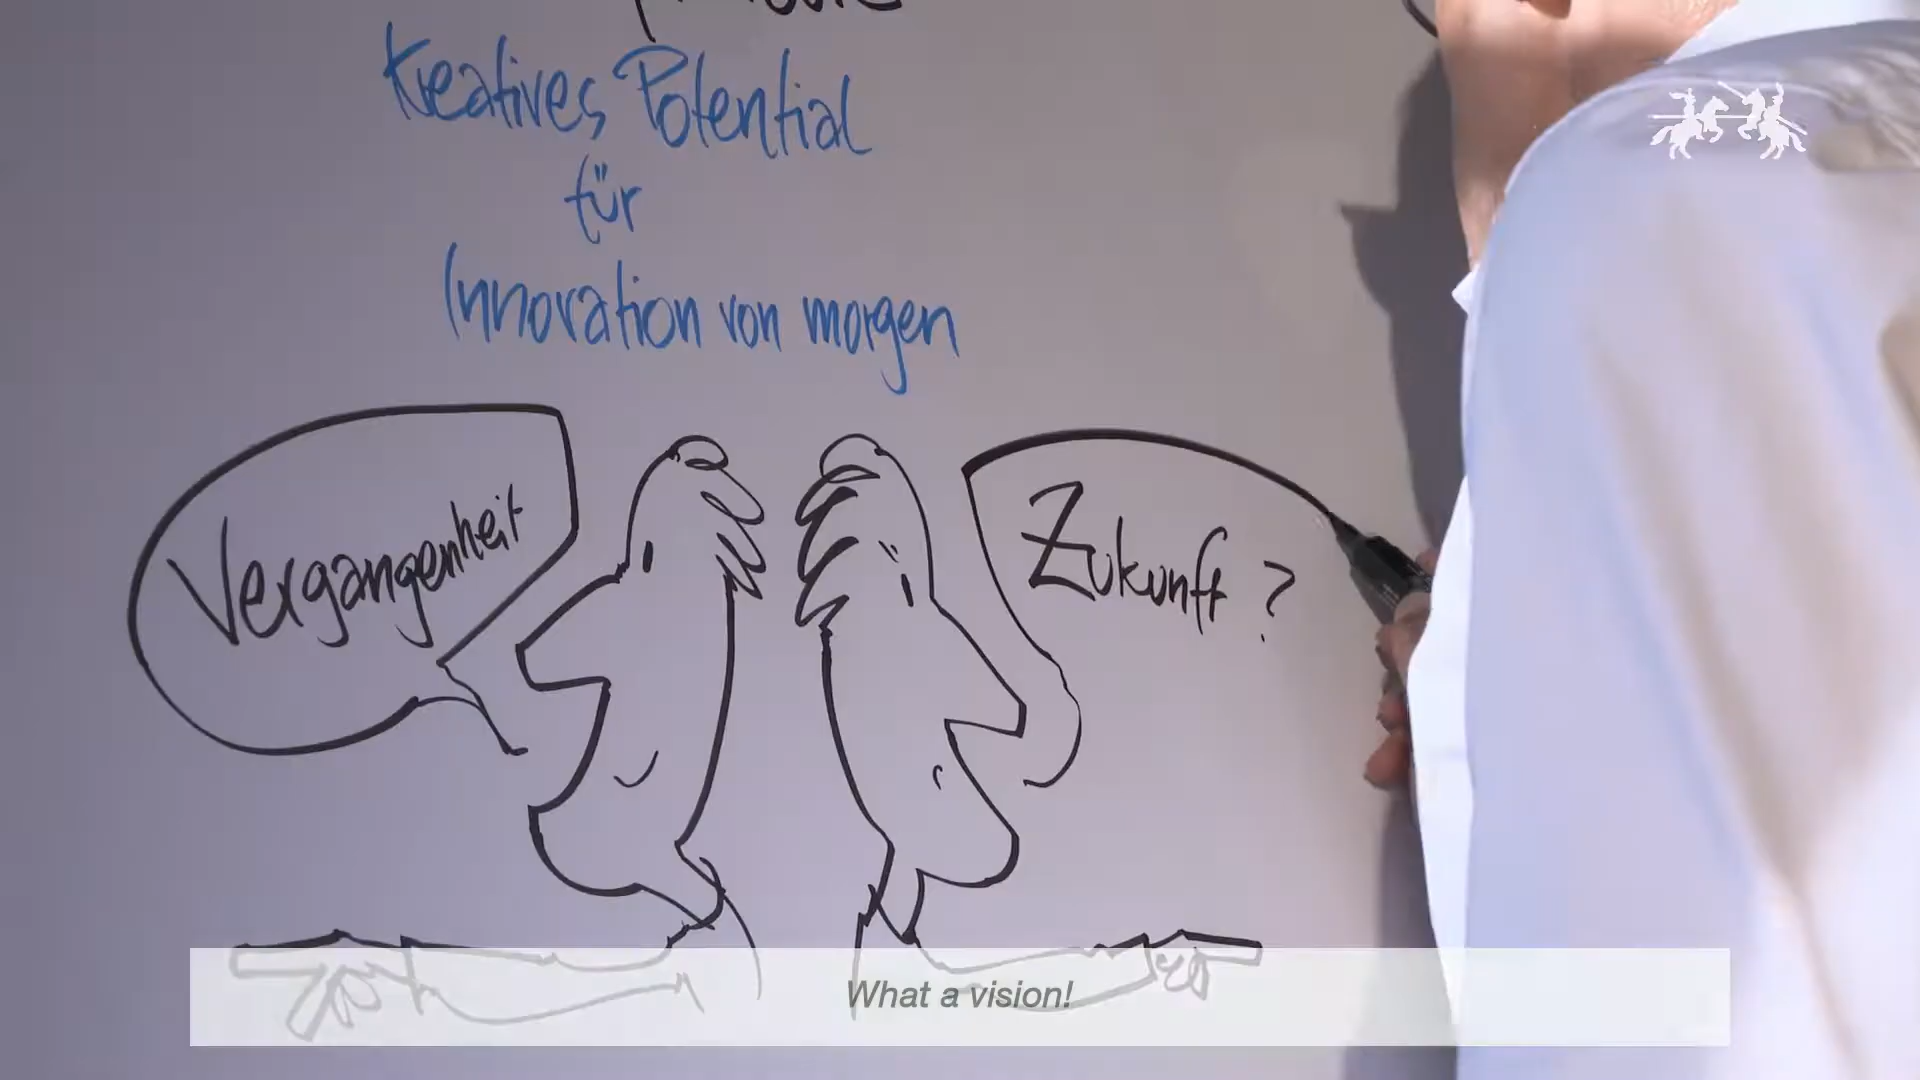 Kreatives Potential
für
Innovation von morgen
Vergangenheit
Zukunft?
What a vision!